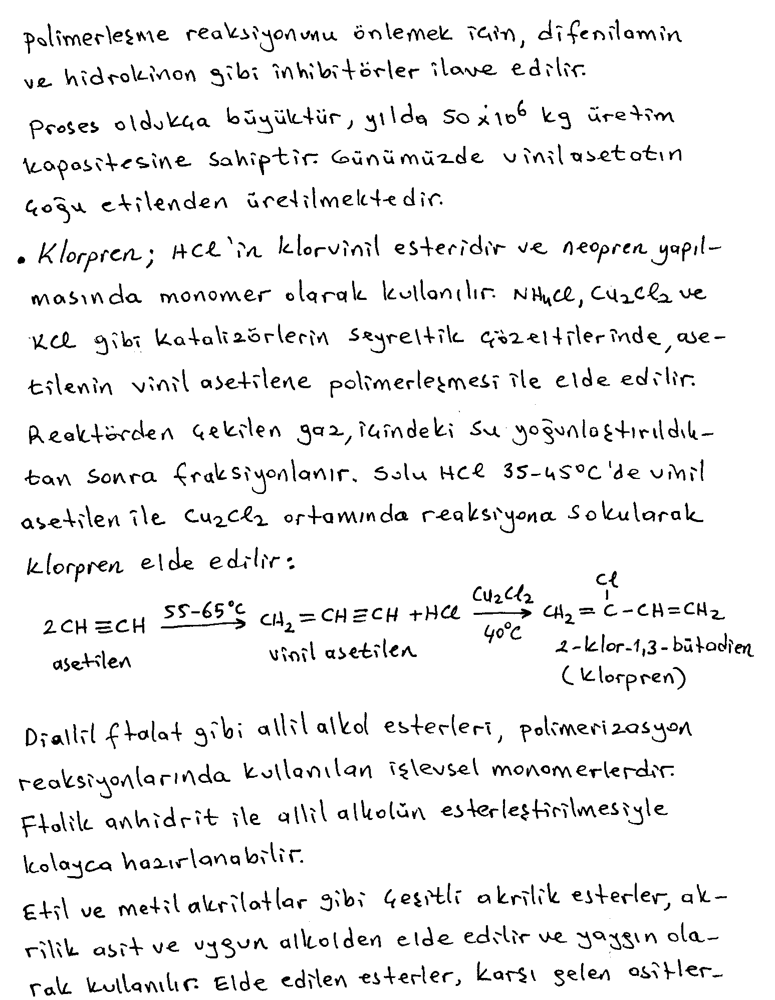 polimerleşme reaksiyonunu önlemek için, difenilamin
ve hidrokinon gibi inhibitörler ilave edilir.
Proses oldukça büyüktür, yılda 50x10⁶ kg üretim
kapasitesine sahiptir. Günümüzde vinil asetatın
çoğu etilenden üretilmektedir.
• Klorpren; HCl'in klorvinil esteridir ve neopren yapıl-
masında monomer olarak kullanılır. NH₄Cl, Cu₂Cl₂ ve
KCl gibi katalizörlerin seyreltik çözeltilerinde, ase-
tilenin vinil asetilene polimerleşmesi ile elde edilir.
Reaktörden çekilen gaz, içindeki su yoğunlaştırıldık-
tan sonra fraksiyonlanır. Sulu HCl 35-45°C'de vinil
asetilen ile Cu₂Cl₂ ortamında reaksiyona sokularak
klorpren elde edilir:
Cl
2CH≡CH 55-65°C → CH₂=CH≡CH +HCl Cu₂Cl₂ → 40°C CH₂=C-CH=CH₂
asetilen vinil asetilen 2-klor-1,3-bütadien
(klorpren)
Diallil ftalat gibi allil alkol esterleri, polimerizasyon
reaksiyonlarında kullanılan işlevsel monomerlerdir.
Ftalik anhidrit ile allil alkolün esterleştirilmesiyle
kolayca hazırlanabilir.
Etil ve metil akrilatlar gibi çeşitli akrilik esterler, ak-
rilik asit ve uygun alkolden elde edilir ve yaygın ola-
rak kullanılır. Elde edilen esterler, karşı gelen asitler-